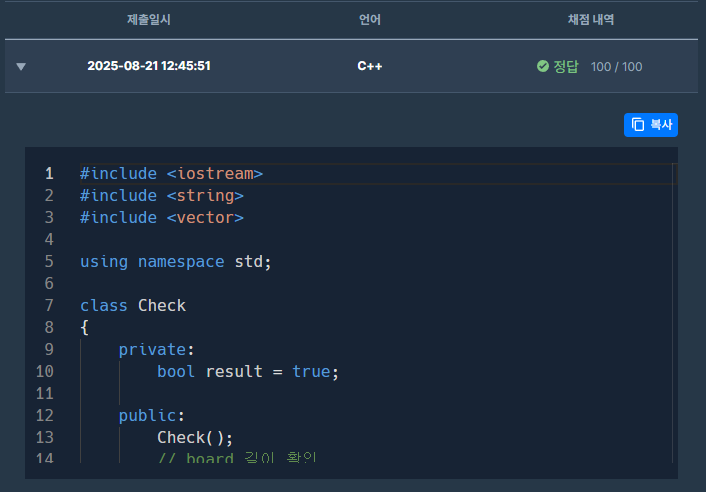 제출일시 언어 채점 내역
▼ 2025-08-21 12:45:51 C++ 정답 100 / 100
복사
1 #include <iostream>
2 #include <string>
3 #include <vector>
4
5 using namespace std;
6
7 class Check
8 {
9 private:
10 bool result = true;
11
12 public:
13 Check();
14 // board 길이 확인